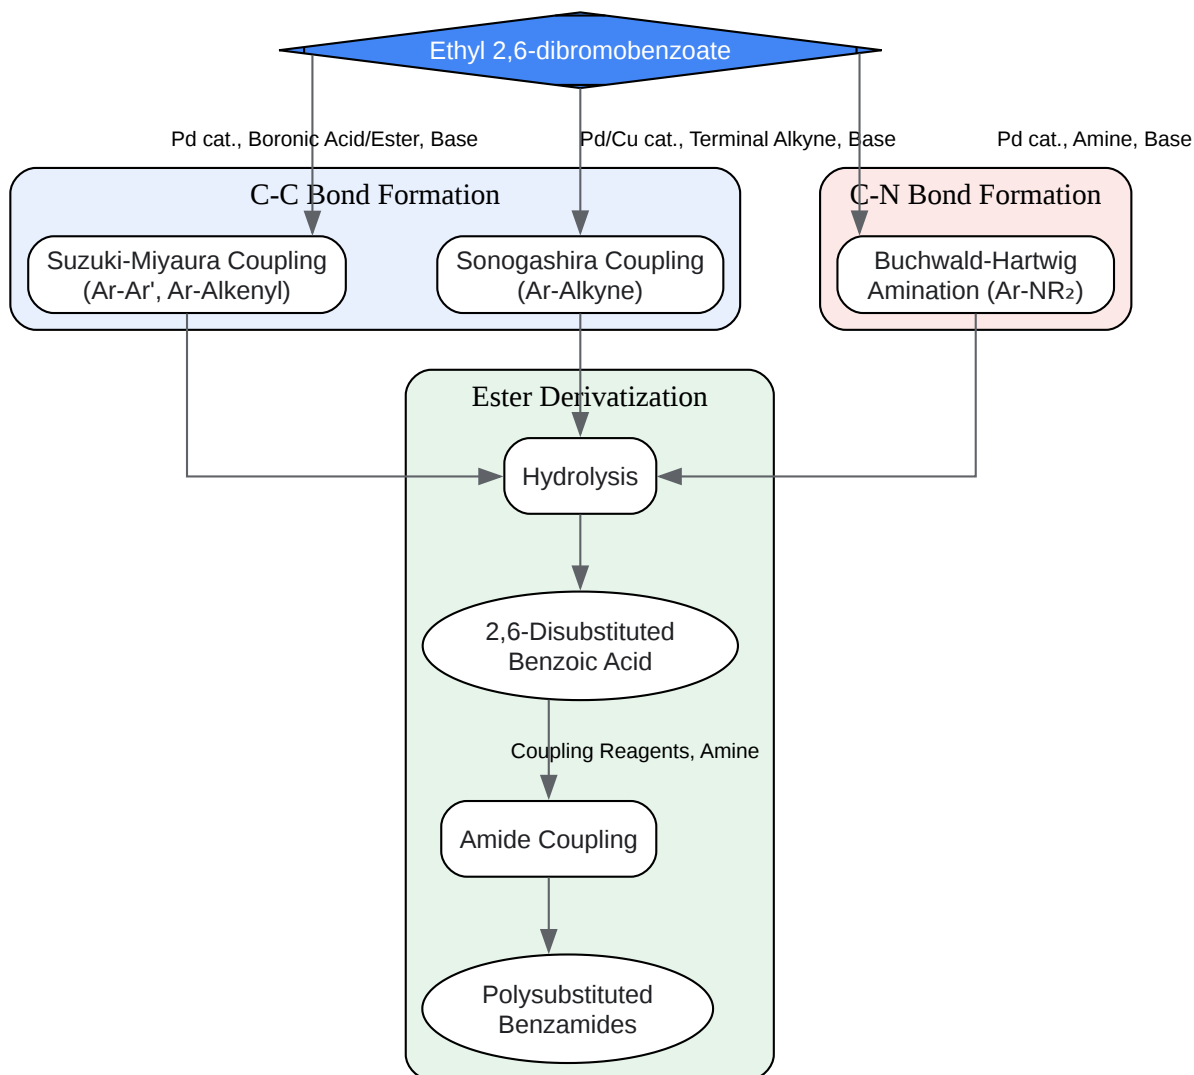 Ethyl 2,6-dibromobenzoate
Pd cat., Boronic Acid/Ester, Base
Pd/Cu cat., Terminal Alkyne, Base
Pd cat., Amine, Base
C-C Bond Formation
C-N Bond Formation
Suzuki-Miyaura Coupling
(Ar-Ar', Ar-Alkenyl)
Sonogashira Coupling
(Ar-Alkyne)
Buchwald-Hartwig
Amination (Ar-NR₂)
Ester Derivatization
Hydrolysis
2,6-Disubstituted
Benzoic Acid
Coupling Reagents, Amine
Amide Coupling
Polysubstituted
Benzamides